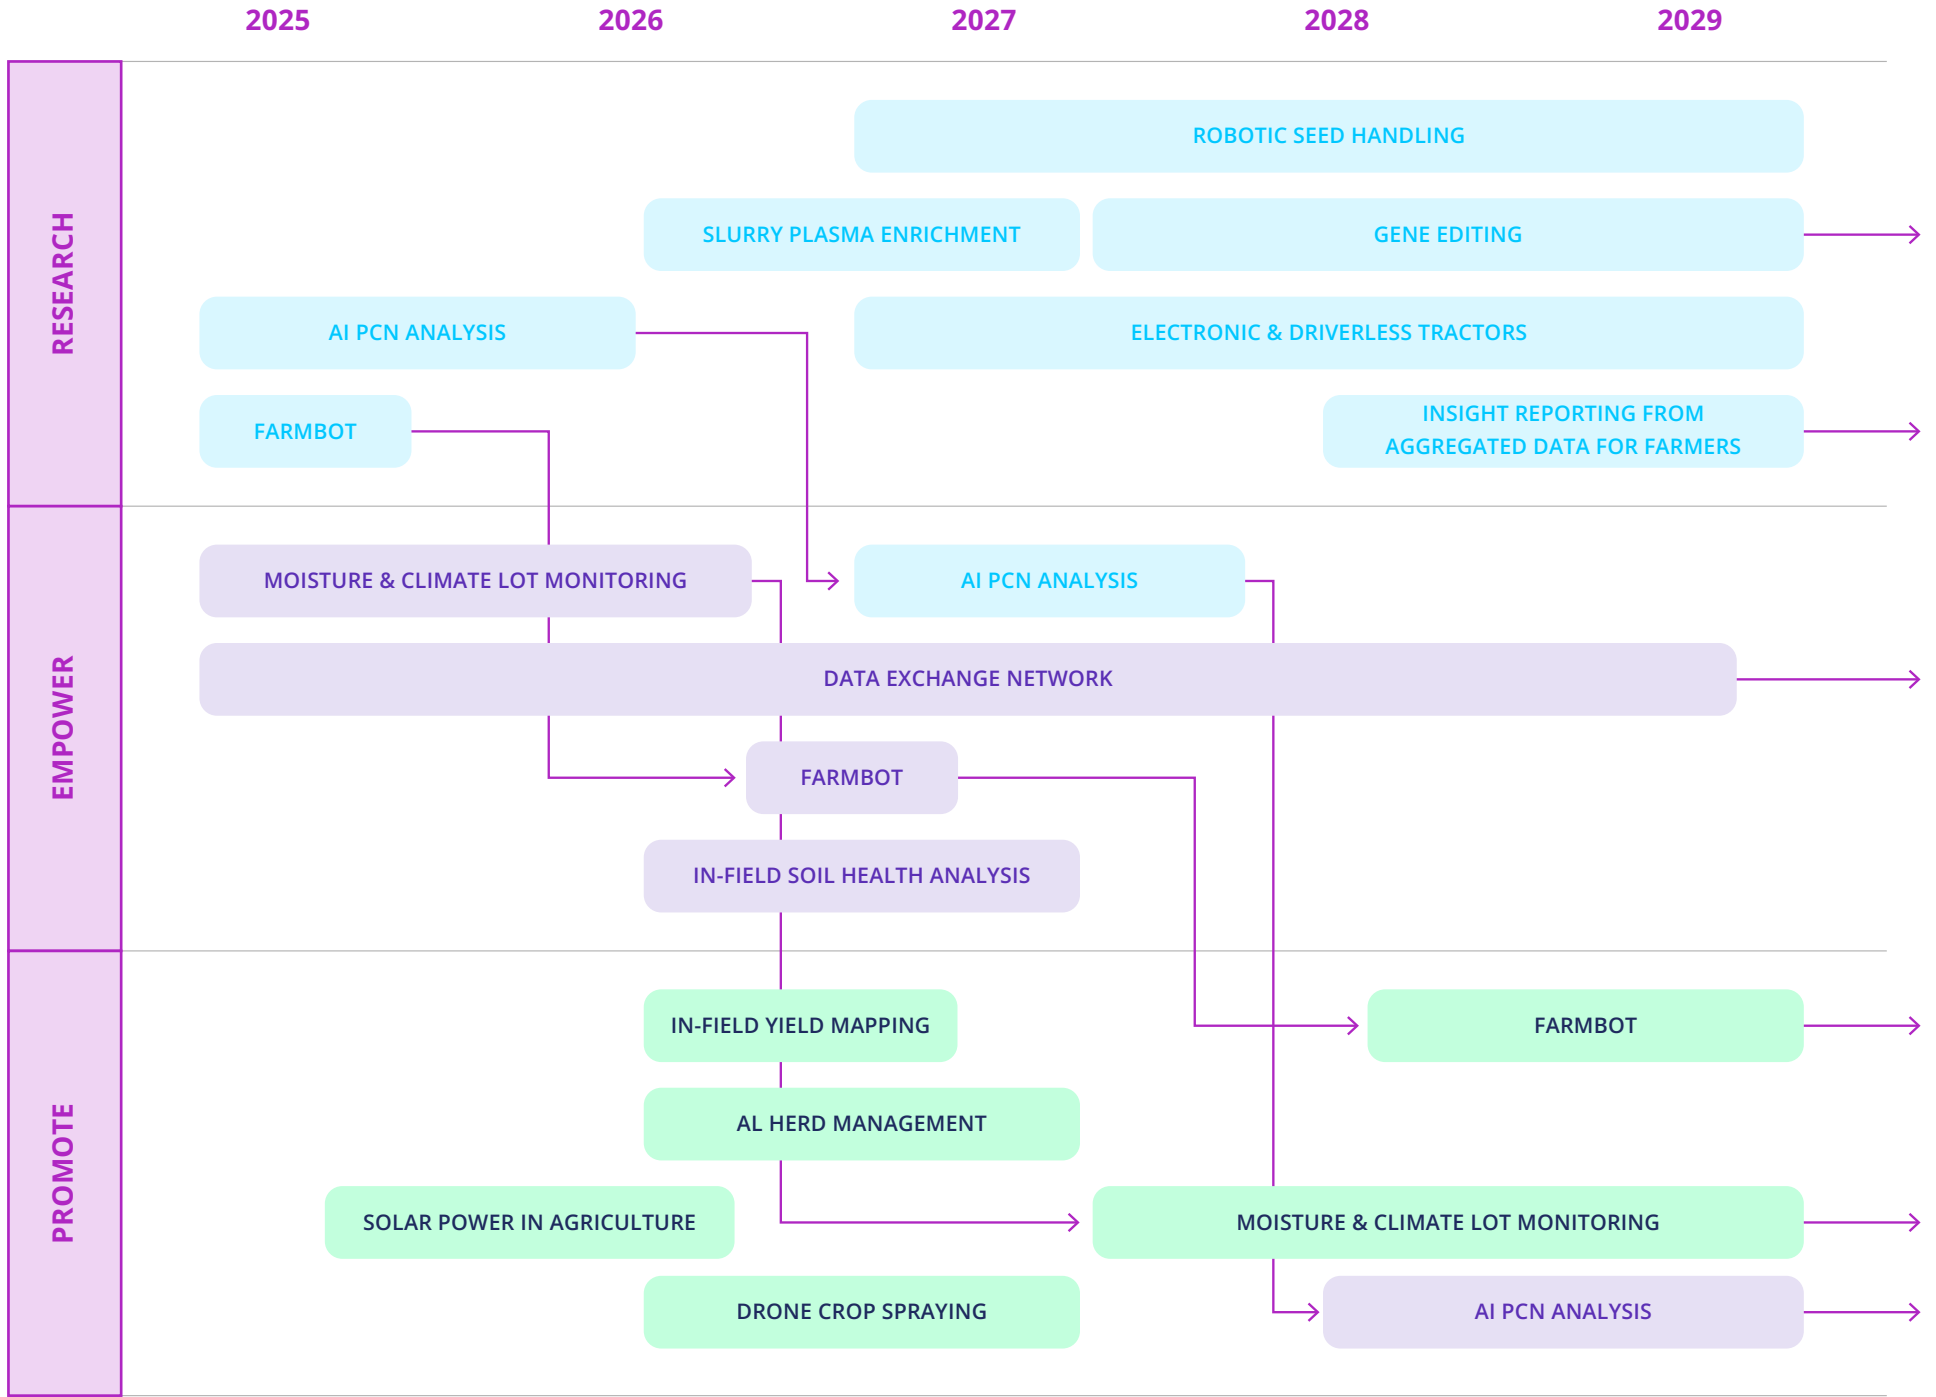 2025 2026 2027 2028 2029
RESEARCH
ROBOTIC SEED HANDLING
SLURRY PLASMA ENRICHMENT
GENE EDITING
AI PCN ANALYSIS
ELECTRONIC & DRIVERLESS TRACTORS
FARMBOT
INSIGHT REPORTING FROM
AGGREGATED DATA FOR FARMERS
EMPOWER
MOISTURE & CLIMATE LOT MONITORING
AI PCN ANALYSIS
DATA EXCHANGE NETWORK
FARMBOT
IN-FIELD SOIL HEALTH ANALYSIS
PROMOTE
IN-FIELD YIELD MAPPING
FARMBOT
AL HERD MANAGEMENT
SOLAR POWER IN AGRICULTURE
MOISTURE & CLIMATE LOT MONITORING
DRONE CROP SPRAYING
AI PCN ANALYSIS